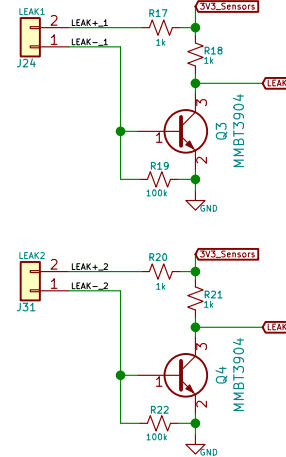 LEAK1
J24
2
1
LEAK+_1
LEAK-_1
R17
1k
3V3_Sensors
R18
1k
LEAK
3
1
2
Q3
MMBT3904
R19
100k
GND
LEAK2
J31
2
1
LEAK+_2
LEAK-_2
R20
1k
3V3_Sensors
R21
1k
LEAK
3
1
2
Q4
MMBT3904
R22
100k
GND